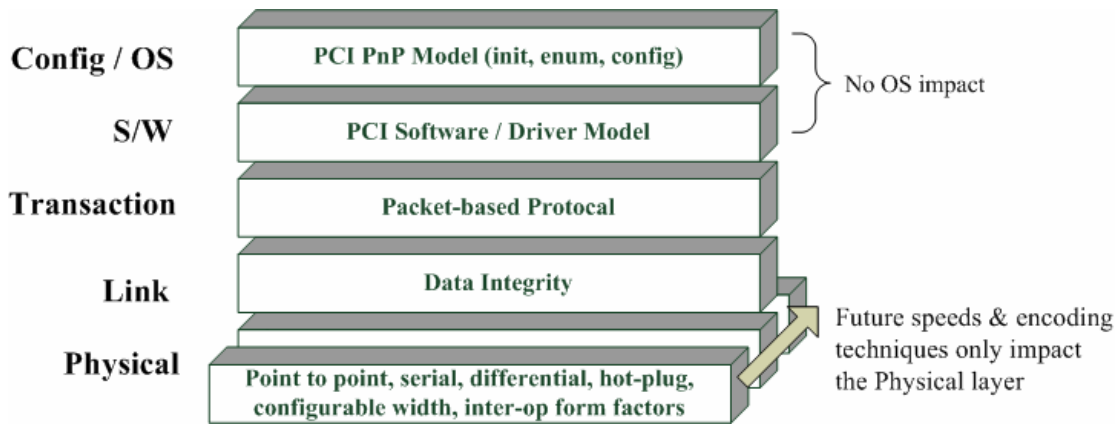 Config / OS
PCI PnP Model (init, enum, config)
No OS impact
S/W
PCI Software / Driver Model
Transaction
Packet-based Protocal
Link
Data Integrity
Future speeds & encoding
techniques only impact
the Physical layer
Physical
Point to point, serial, differential, hot-plug,
configurable width, inter-op form factors